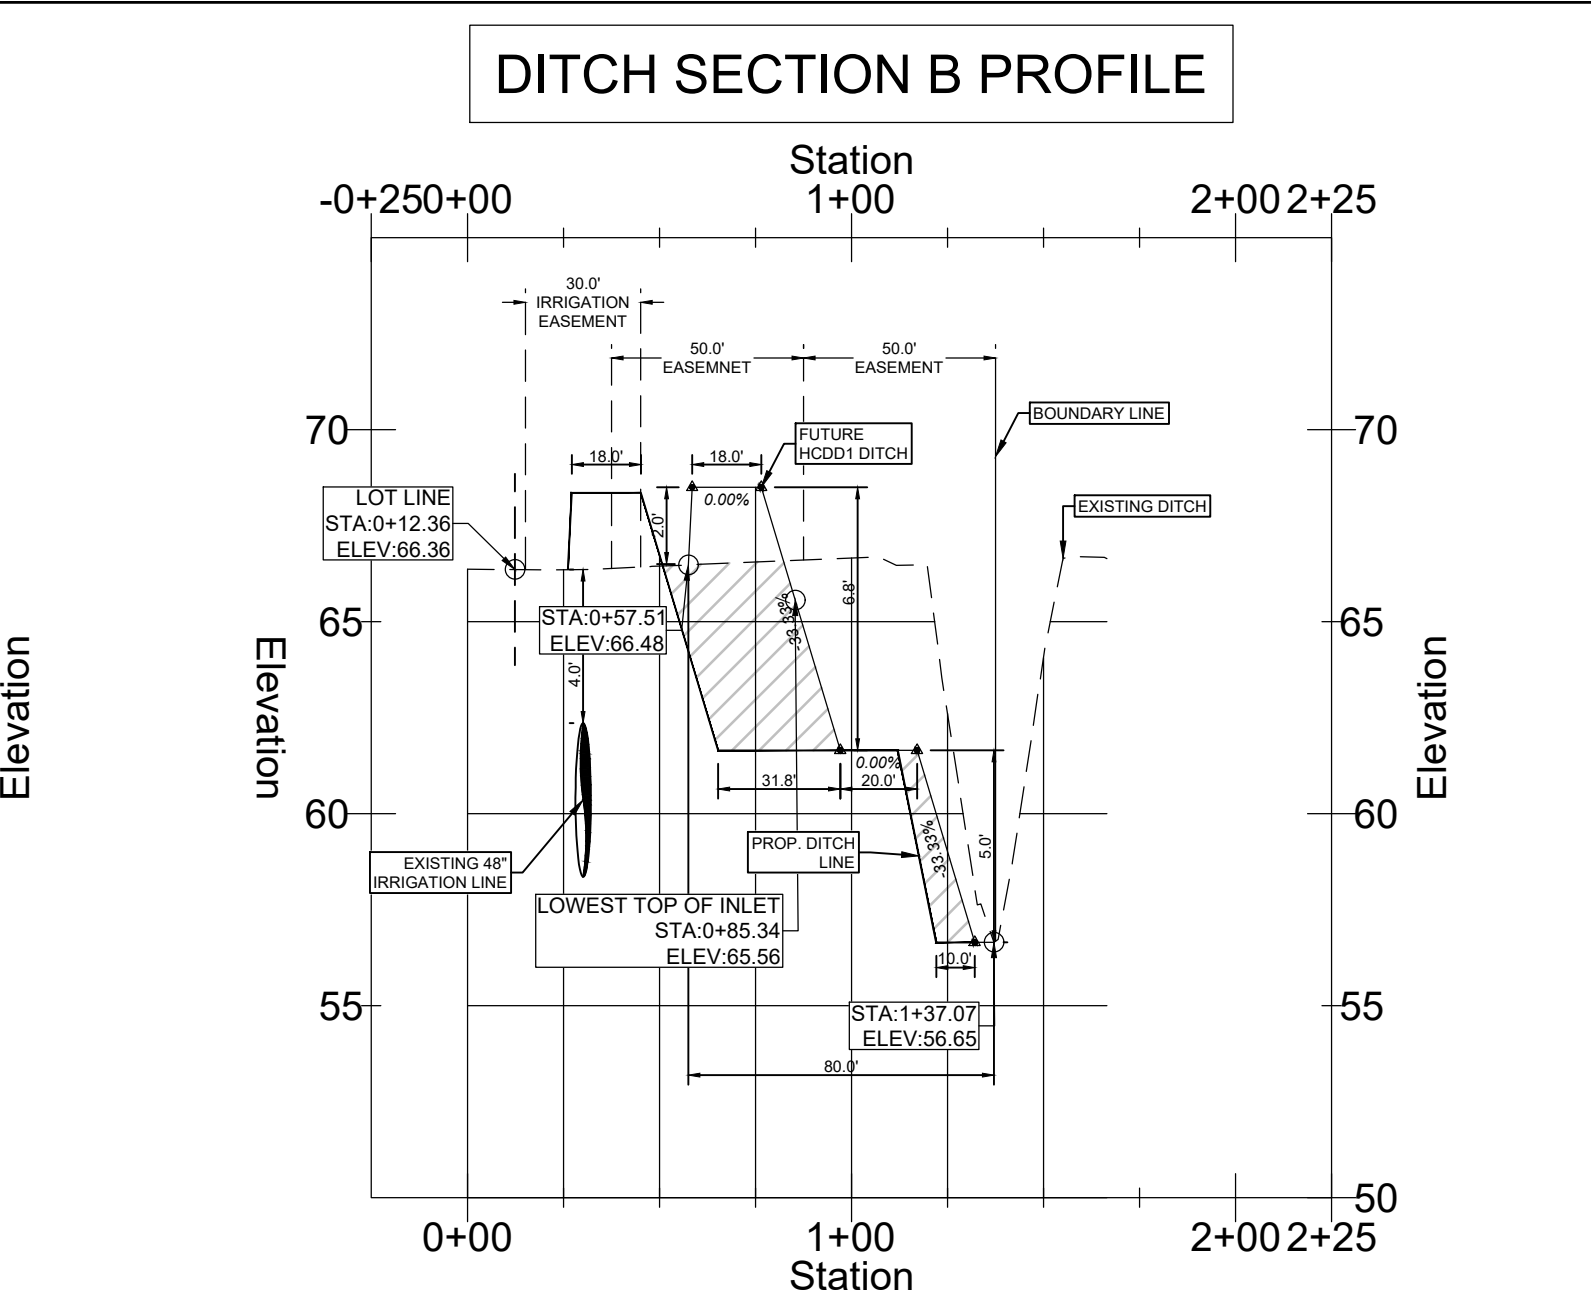 DITCH SECTION B PROFILE
Station
-0+25 0+00 1+00 2+00 2+25
30.0'
IRRIGATION
EASEMENT
50.0'
EASEMNET
50.0'
EASEMENT
70
70
BOUNDARY LINE
FUTURE
HCDD1 DITCH
18.0'
18.0'
0.00%
LOT LINE
STA:0+12.36
ELEV:66.36
EXISTING DITCH
2.0'
6.8'
-33.33%
STA:0+57.51
ELEV:66.48
65
65
4.0'
Elevation
Elevation
Elevation
0.00%
31.8'
20.0'
60
60
-33.33%
5.0'
PROP. DITCH
LINE
EXISTING 48"
IRRIGATION LINE
LOWEST TOP OF INLET
STA:0+85.34
ELEV:65.56
10.0'
55
55
STA:1+37.07
ELEV:56.65
80.0'
50
0+00 1+00 2+00 2+25
Station